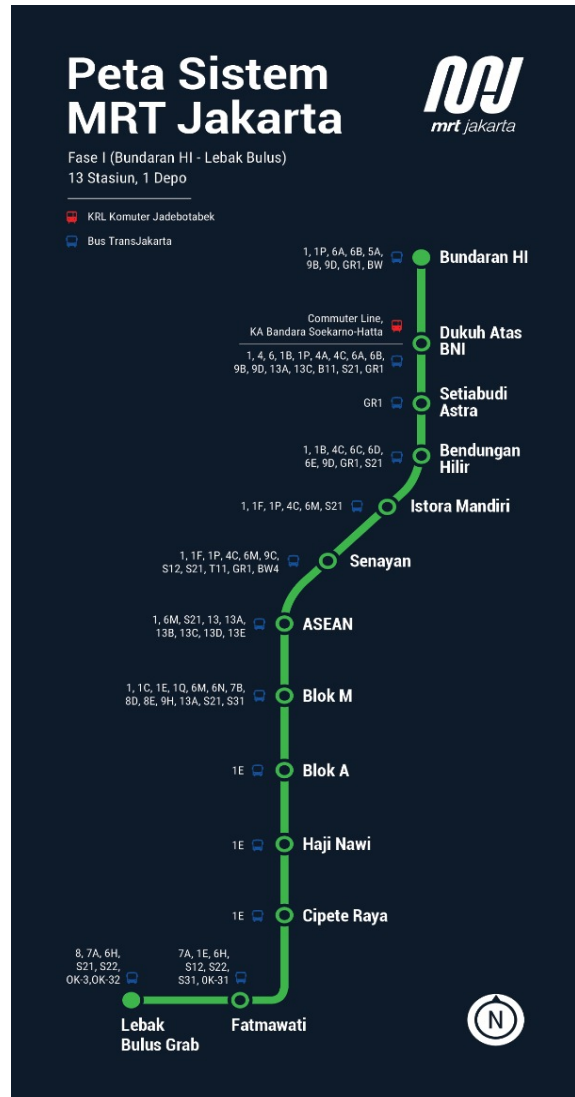 Peta Sistem
MRT Jakarta
mrt jakarta
Fase I (Bundaran HI - Lebak Bulus)
13 Stasiun, 1 Depo
KRL Komuter Jadebotabek
Bus TransJakarta
1, 1P, 6A, 6B, 5A,
9B, 9D, GR1, BW
Bundaran HI
Commuter Line,
KA Bandara Soekarno-Hatta
1, 4, 6, 1B, 1P, 4A, 4C, 6A, 6B,
9B, 9D, 13A, 13C, B11, S21, GR1
Dukuh Atas
BNI
GR1
Setiabudi
Astra
1, 1B, 4C, 6C, 6D,
6E, 9D, GR1, S21
Bendungan
Hilir
1, 1F, 1P, 4C, 6M, S21
Istora Mandiri
1, 1F, 1P, 4C, 6M, 9C,
S12, S21, T11, GR1, BW4
Senayan
1, 6M, S21, 13, 13A,
13B, 13C, 13D, 13E
ASEAN
1, 1C, 1E, 1Q, 6M, 6N, 7B,
8D, 8E, 9H, 13A, S21, S31
Blok M
1E
Blok A
1E
Haji Nawi
1E
Cipete Raya
8, 7A, 6H,
S21, S22,
OK-3,OK-32
Lebak
Bulus Grab
7A, 1E, 6H,
S12, S22,
S31, OK-31
Fatmawati
N